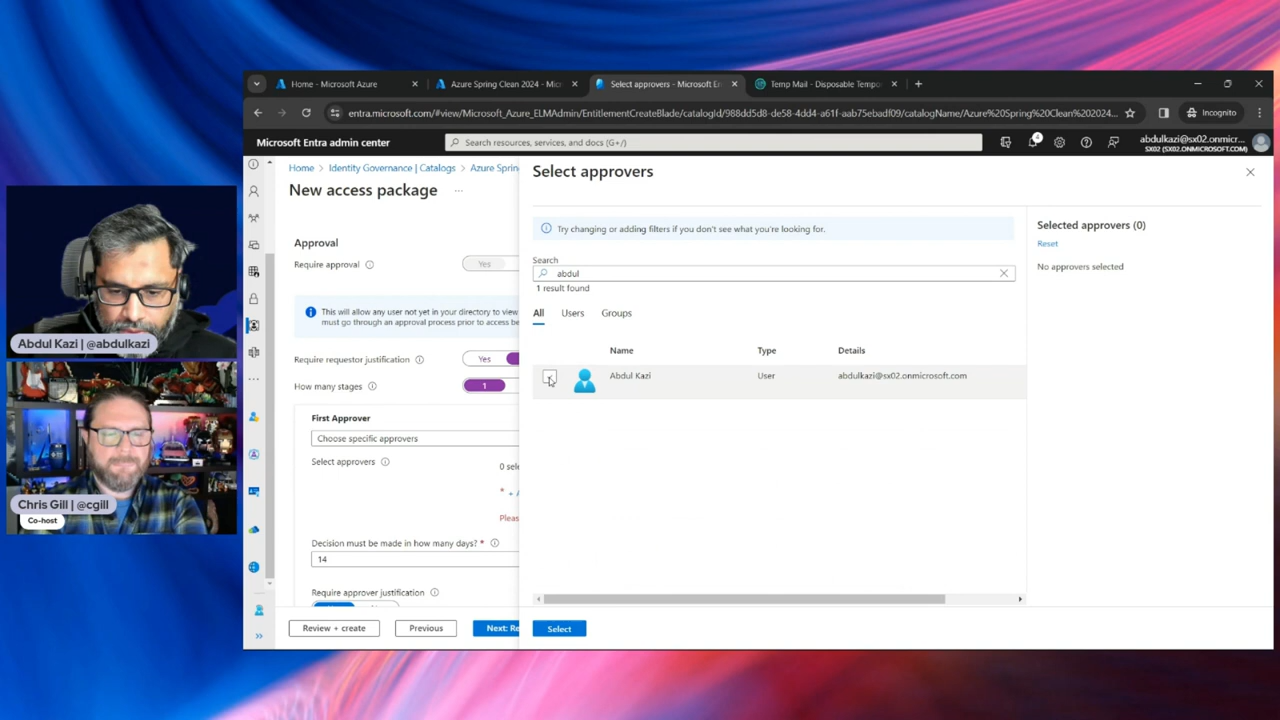 Home - Microsoft Azure
Azure Spring Clean 2024 - Micr
Select approvers - Microsoft En
Temp Mail - Disposable Tempo
entra.microsoft.com/#view/Microsoft_Azure_ELMAdmin/EntitlementCreateBlade/catalogId/988dd5d8-de58-4dd4-a61f-aab75ebadf09/catalogName/Azure%20Spring%20Clean%202024...
Incognito
Microsoft Entra admin center
Search resources, services, and docs (G+/)
4
abdulkazi@sx02.onmicr...
SX02 (SX02.ONMICROSOFT.COM)
Home > Identity Governance | Catalogs > Azure Sprin
New access package
...
Approval
Require approval
Yes
This will allow any user not yet in your directory to view
must go through an approval process prior to access be
Require requestor justification
Yes
How many stages
1
First Approver
Choose specific approvers
Select approvers
0 sele
* + A
Pleas
Decision must be made in how many days? *
14
Require approver justification
Review + create
Previous
Next: Re
Select approvers
Try changing or adding filters if you don't see what you're looking for.
Search
abdul
1 result found
All
Users
Groups
Name
Type
Details
Abdul Kazi
User
abdulkazi@sx02.onmicrosoft.com
Select
Selected approvers (0)
Reset
No approvers selected
Abdul Kazi | @abdulkazi
Chris Gill | @cgill
Co-host